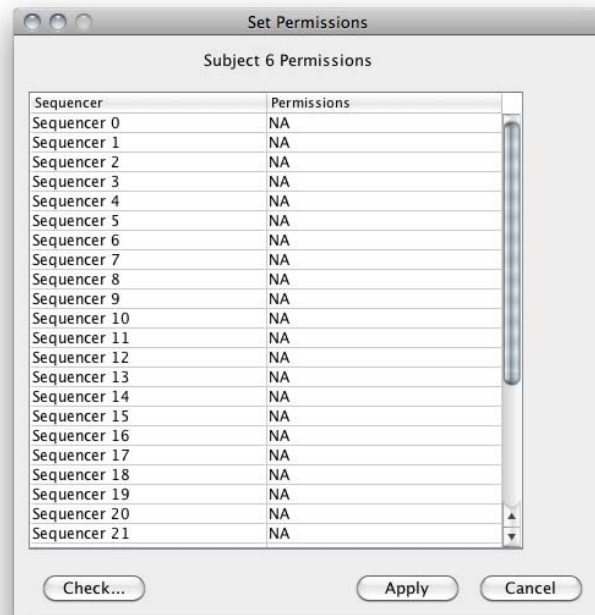 Set Permissions
Subject 6 Permissions
Sequencer Permissions
Sequencer 0 NA
Sequencer 1 NA
Sequencer 2 NA
Sequencer 3 NA
Sequencer 4 NA
Sequencer 5 NA
Sequencer 6 NA
Sequencer 7 NA
Sequencer 8 NA
Sequencer 9 NA
Sequencer 10 NA
Sequencer 11 NA
Sequencer 12 NA
Sequencer 13 NA
Sequencer 14 NA
Sequencer 15 NA
Sequencer 16 NA
Sequencer 17 NA
Sequencer 18 NA
Sequencer 19 NA
Sequencer 20 NA
Sequencer 21 NA
Check... Apply Cancel